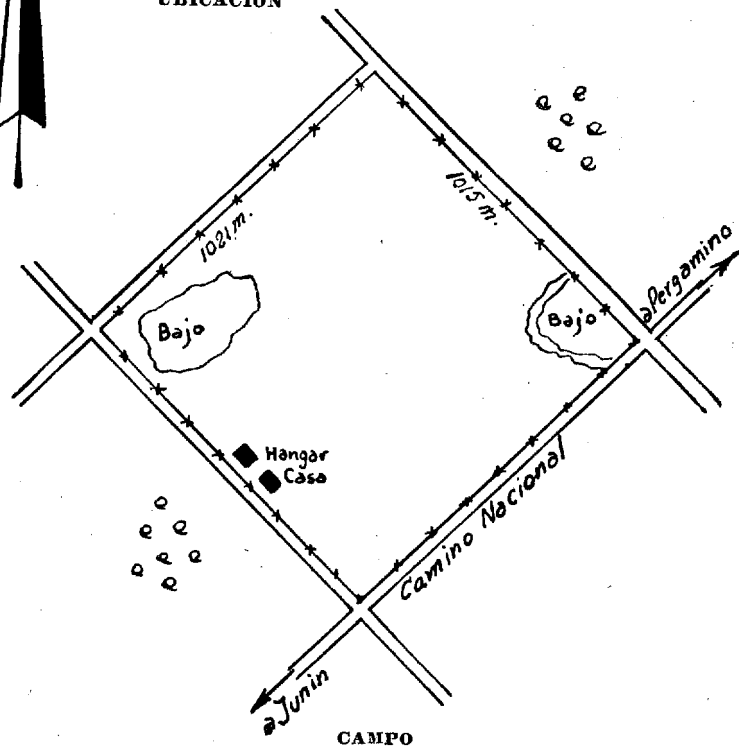 UBICACION
1021 m.
1015 m.
a Pergamino
Bajo
Bajo
Hangar
Casa
Camino Nacional
a Junin
CAMPO